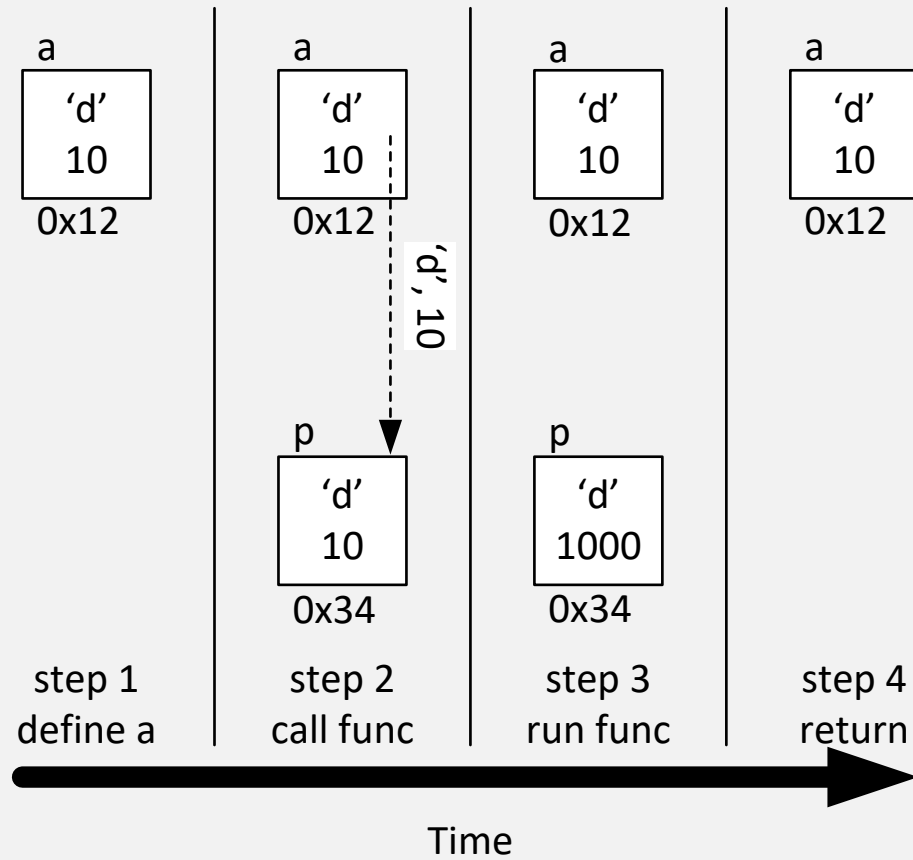 a
‘d’
10
0x12
a
‘d’
10
0x12
‘d’, 10
p
‘d’
10
0x34
a
‘d’
10
0x12
p
‘d’
1000
0x34
a
‘d’
10
0x12
step 1
define a
step 2
call func
step 3
run func
step 4
return
Time